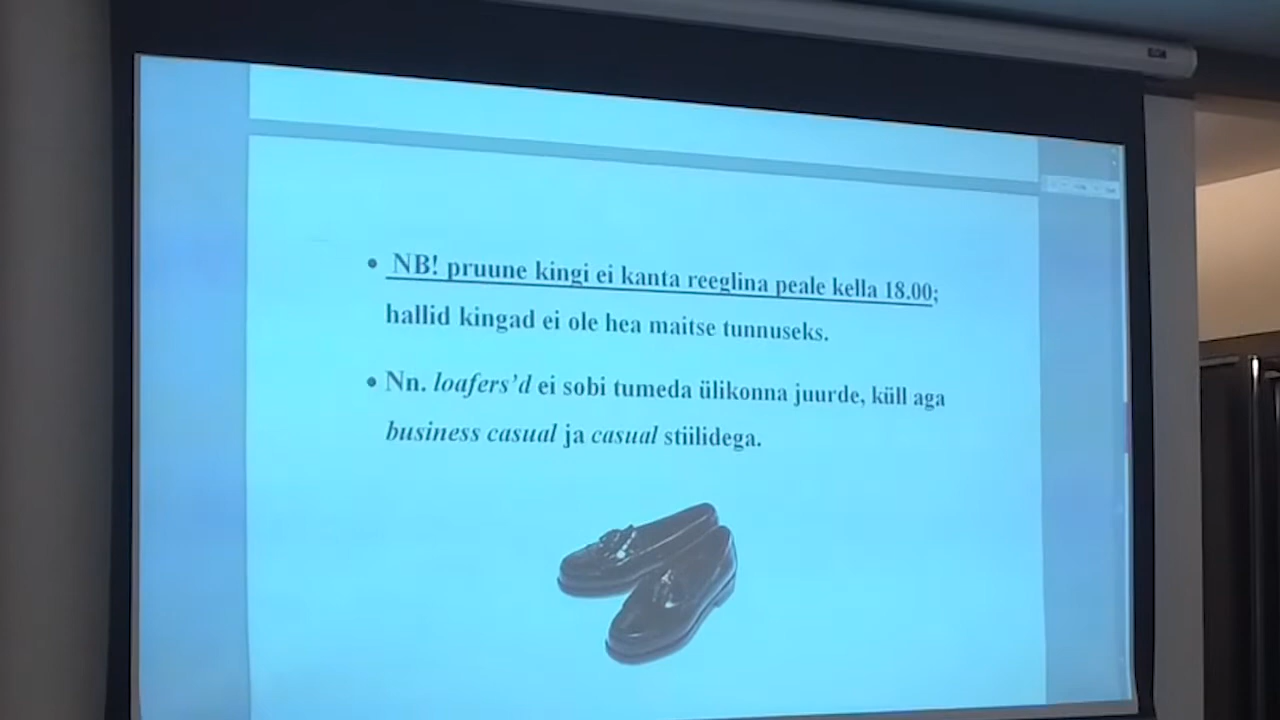 • NB! pruune kingi ei kanta reeglina peale kella 18.00;
hallid kingad ei ole hea maitse tunnuseks.
• Nn. loafers'd ei sobi tumeda ülikonna juurde, küll aga
business casual ja casual stiilidega.